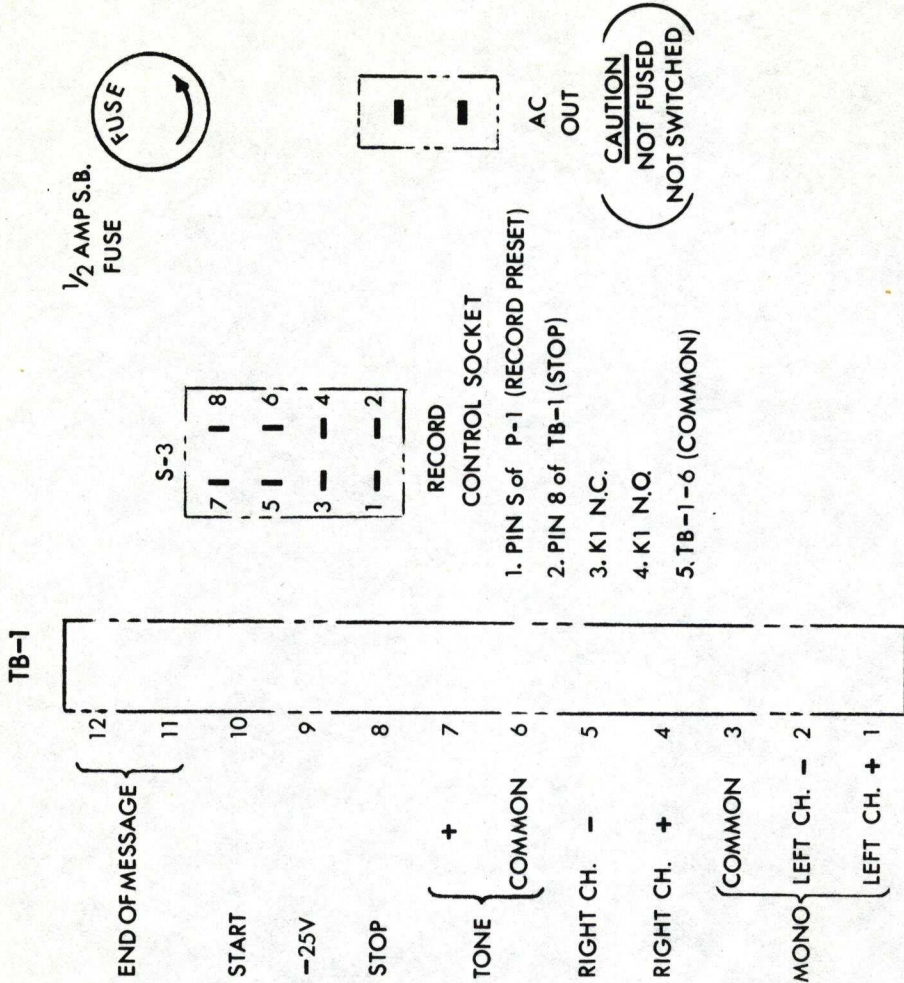 TB-1
END OF MESSAGE
12
11
START
10
-25V
9
STOP
8
TONE
+
7
COMMON
6
RIGHT CH. -
5
RIGHT CH. +
4
MONO
COMMON
3
LEFT CH. -
2
LEFT CH. +
1
S-3
7
8
5
6
3
4
1
2
RECORD
CONTROL SOCKET
1. PIN S of P-1 (RECORD PRESET)
2. PIN 8 of TB-1 (STOP)
3. K1 N.C.
4. K1 N.O.
5. TB-1-6 (COMMON)
1/2 AMP S.B.
FUSE
FUSE
AC
OUT
CAUTION
NOT FUSED
NOT SWITCHED